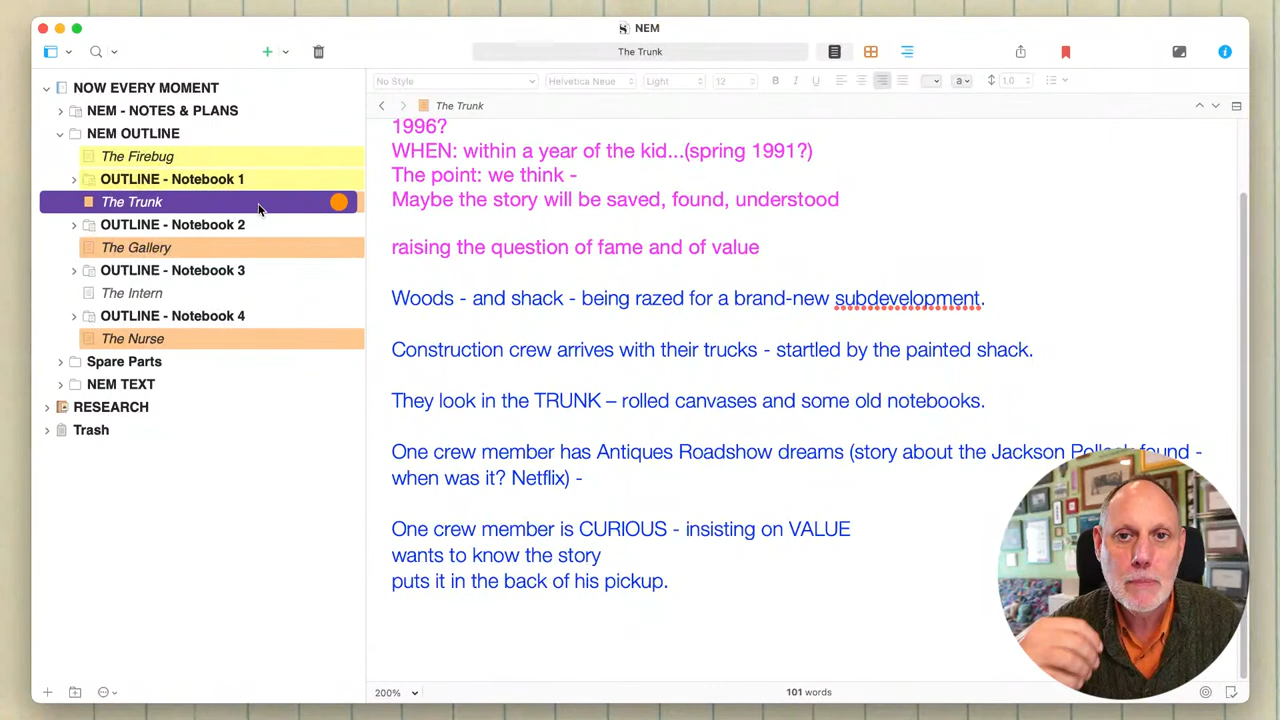 NEM
The Trunk
No Style
Helvetica Neue
Light
12
B
I
U
a
1.0
NOW EVERY MOMENT
NEM - NOTES & PLANS
NEM OUTLINE
The Firebug
OUTLINE - Notebook 1
The Trunk
OUTLINE - Notebook 2
The Gallery
OUTLINE - Notebook 3
The Intern
OUTLINE - Notebook 4
The Nurse
Spare Parts
NEM TEXT
RESEARCH
Trash
The Trunk
1996?
WHEN: within a year of the kid...(spring 1991?)
The point: we think -
Maybe the story will be saved, found, understood
raising the question of fame and of value
Woods - and shack - being razed for a brand-new subdevelopment.
Construction crew arrives with their trucks - startled by the painted shack.
They look in the TRUNK – rolled canvases and some old notebooks.
One crew member has Antiques Roadshow dreams (story about the Jackson found -
when was it? Netflix) -
One crew member is CURIOUS - insisting on VALUE
wants to know the story
puts it in the back of his pickup.
200%
101 words